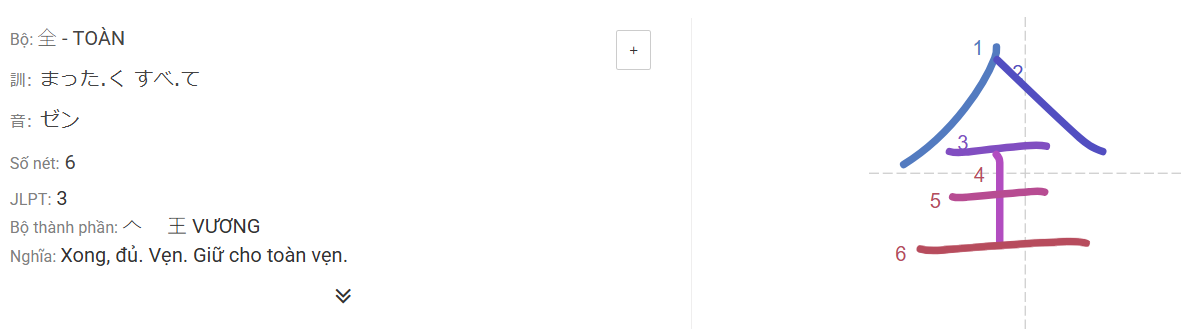 Bộ: 全 - TOÀN
訓: まった.く すべ.て
音: ゼン
Số nét: 6
JLPT: 3
Bộ thành phần: 𠆢 王 VƯƠNG
Nghĩa: Xong, đủ. Vẹn. Giữ cho toàn vẹn.
+
1
2
3
4
5
6